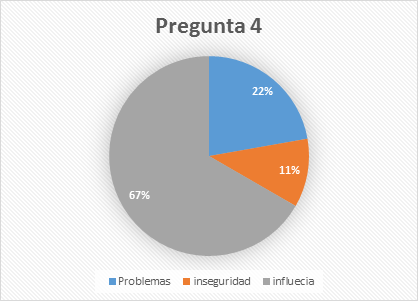 Pregunta 4
22%
11%
67%
Problemas inseguridad influecia